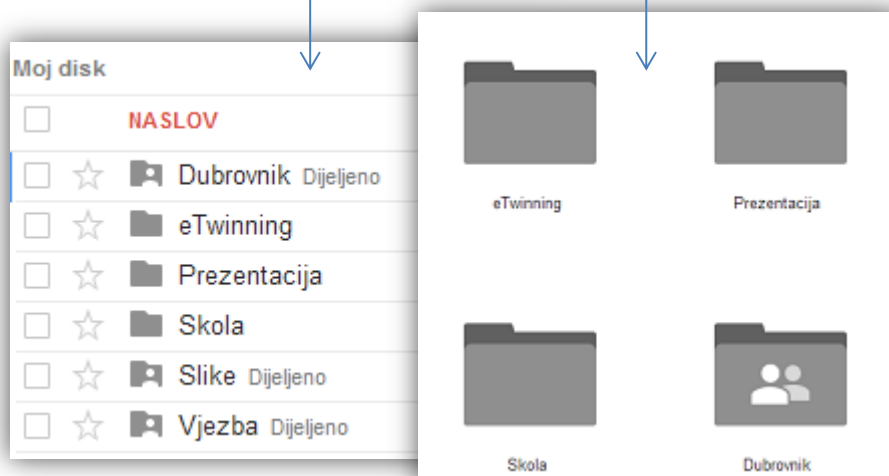 Moj disk
NASLOV
Dubrovnik Dijeljeno
eTwinning
Prezentacija
Skola
Slike Dijeljeno
Vjezba Dijeljeno
eTwinning Prezentacija
Skola Dubrovnik